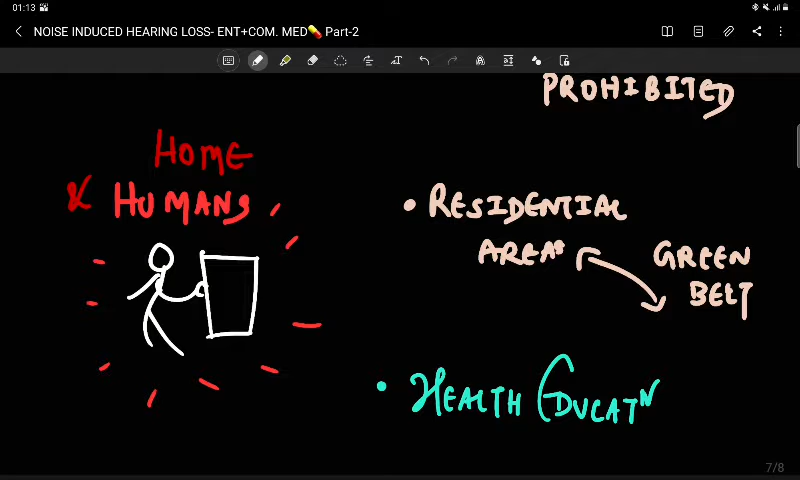 01:13
NOISE INDUCED HEARING LOSS- ENT+COM. MED💊 Part-2
PROHIBITED
HOME
& HUMANS
• RESIDENTIAL
AREAS
GREEN
BELT
• HEALTH EDUCATN
7/8